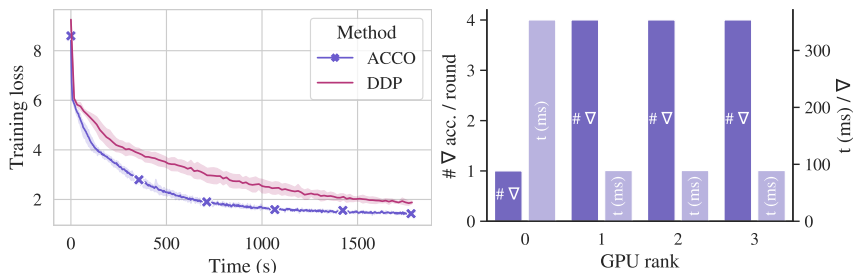 Training loss
8
6
4
2
0
500
1000
1500
Time (s)
Method
ACCO
DDP
# ∇ acc. / round
4
3
2
1
0
# ∇
t (ms)
# ∇
t (ms)
# ∇
t (ms)
# ∇
t (ms)
0
1
2
3
GPU rank
300
200
100
0
t (ms) / ∇